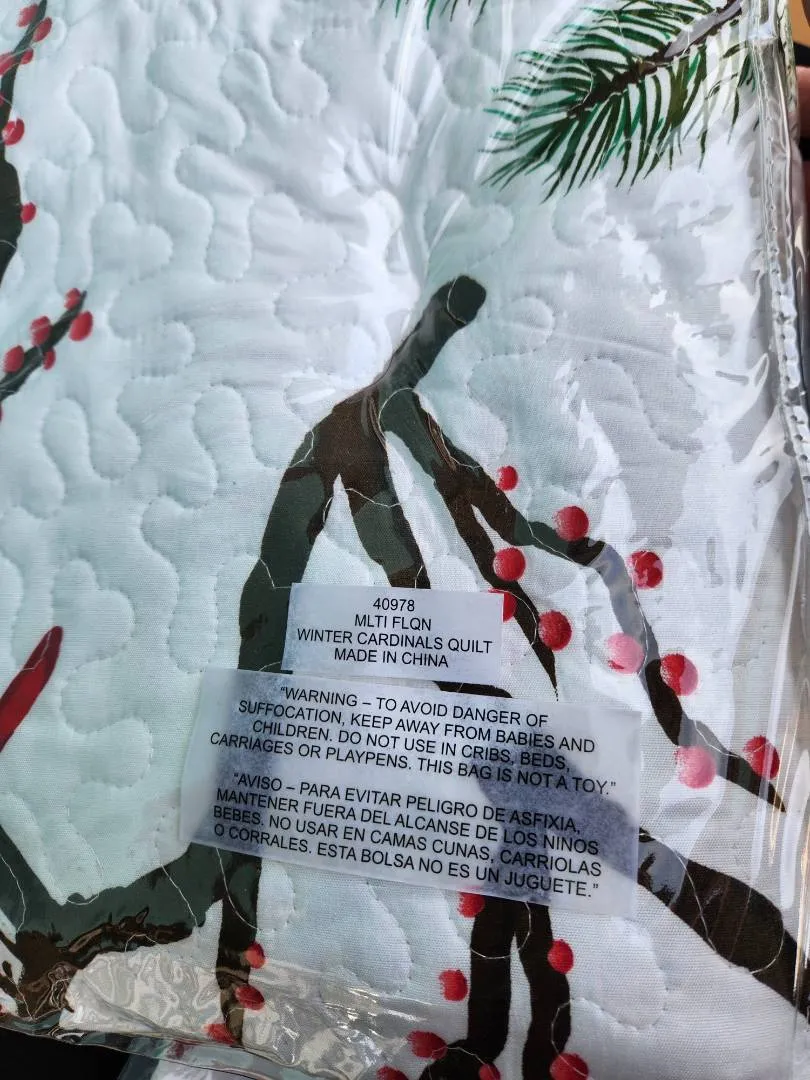 40978
MLTI FLQN
WINTER CARDINALS QUILT
MADE IN CHINA
"WARNING – TO AVOID DANGER OF
SUFFOCATION, KEEP AWAY FROM BABIES AND
CHILDREN. DO NOT USE IN CRIBS, BEDS,
CARRIAGES OR PLAYPENS. THIS BAG IS NOT A TOY."
"AVISO – PARA EVITAR PELIGRO DE ASFIXIA,
MANTENER FUERA DEL ALCANSE DE LOS NINOS
BEBES. NO USAR EN CAMAS CUNAS, CARRIOLAS
O CORRALES. ESTA BOLSA NO ES UN JUGUETE."